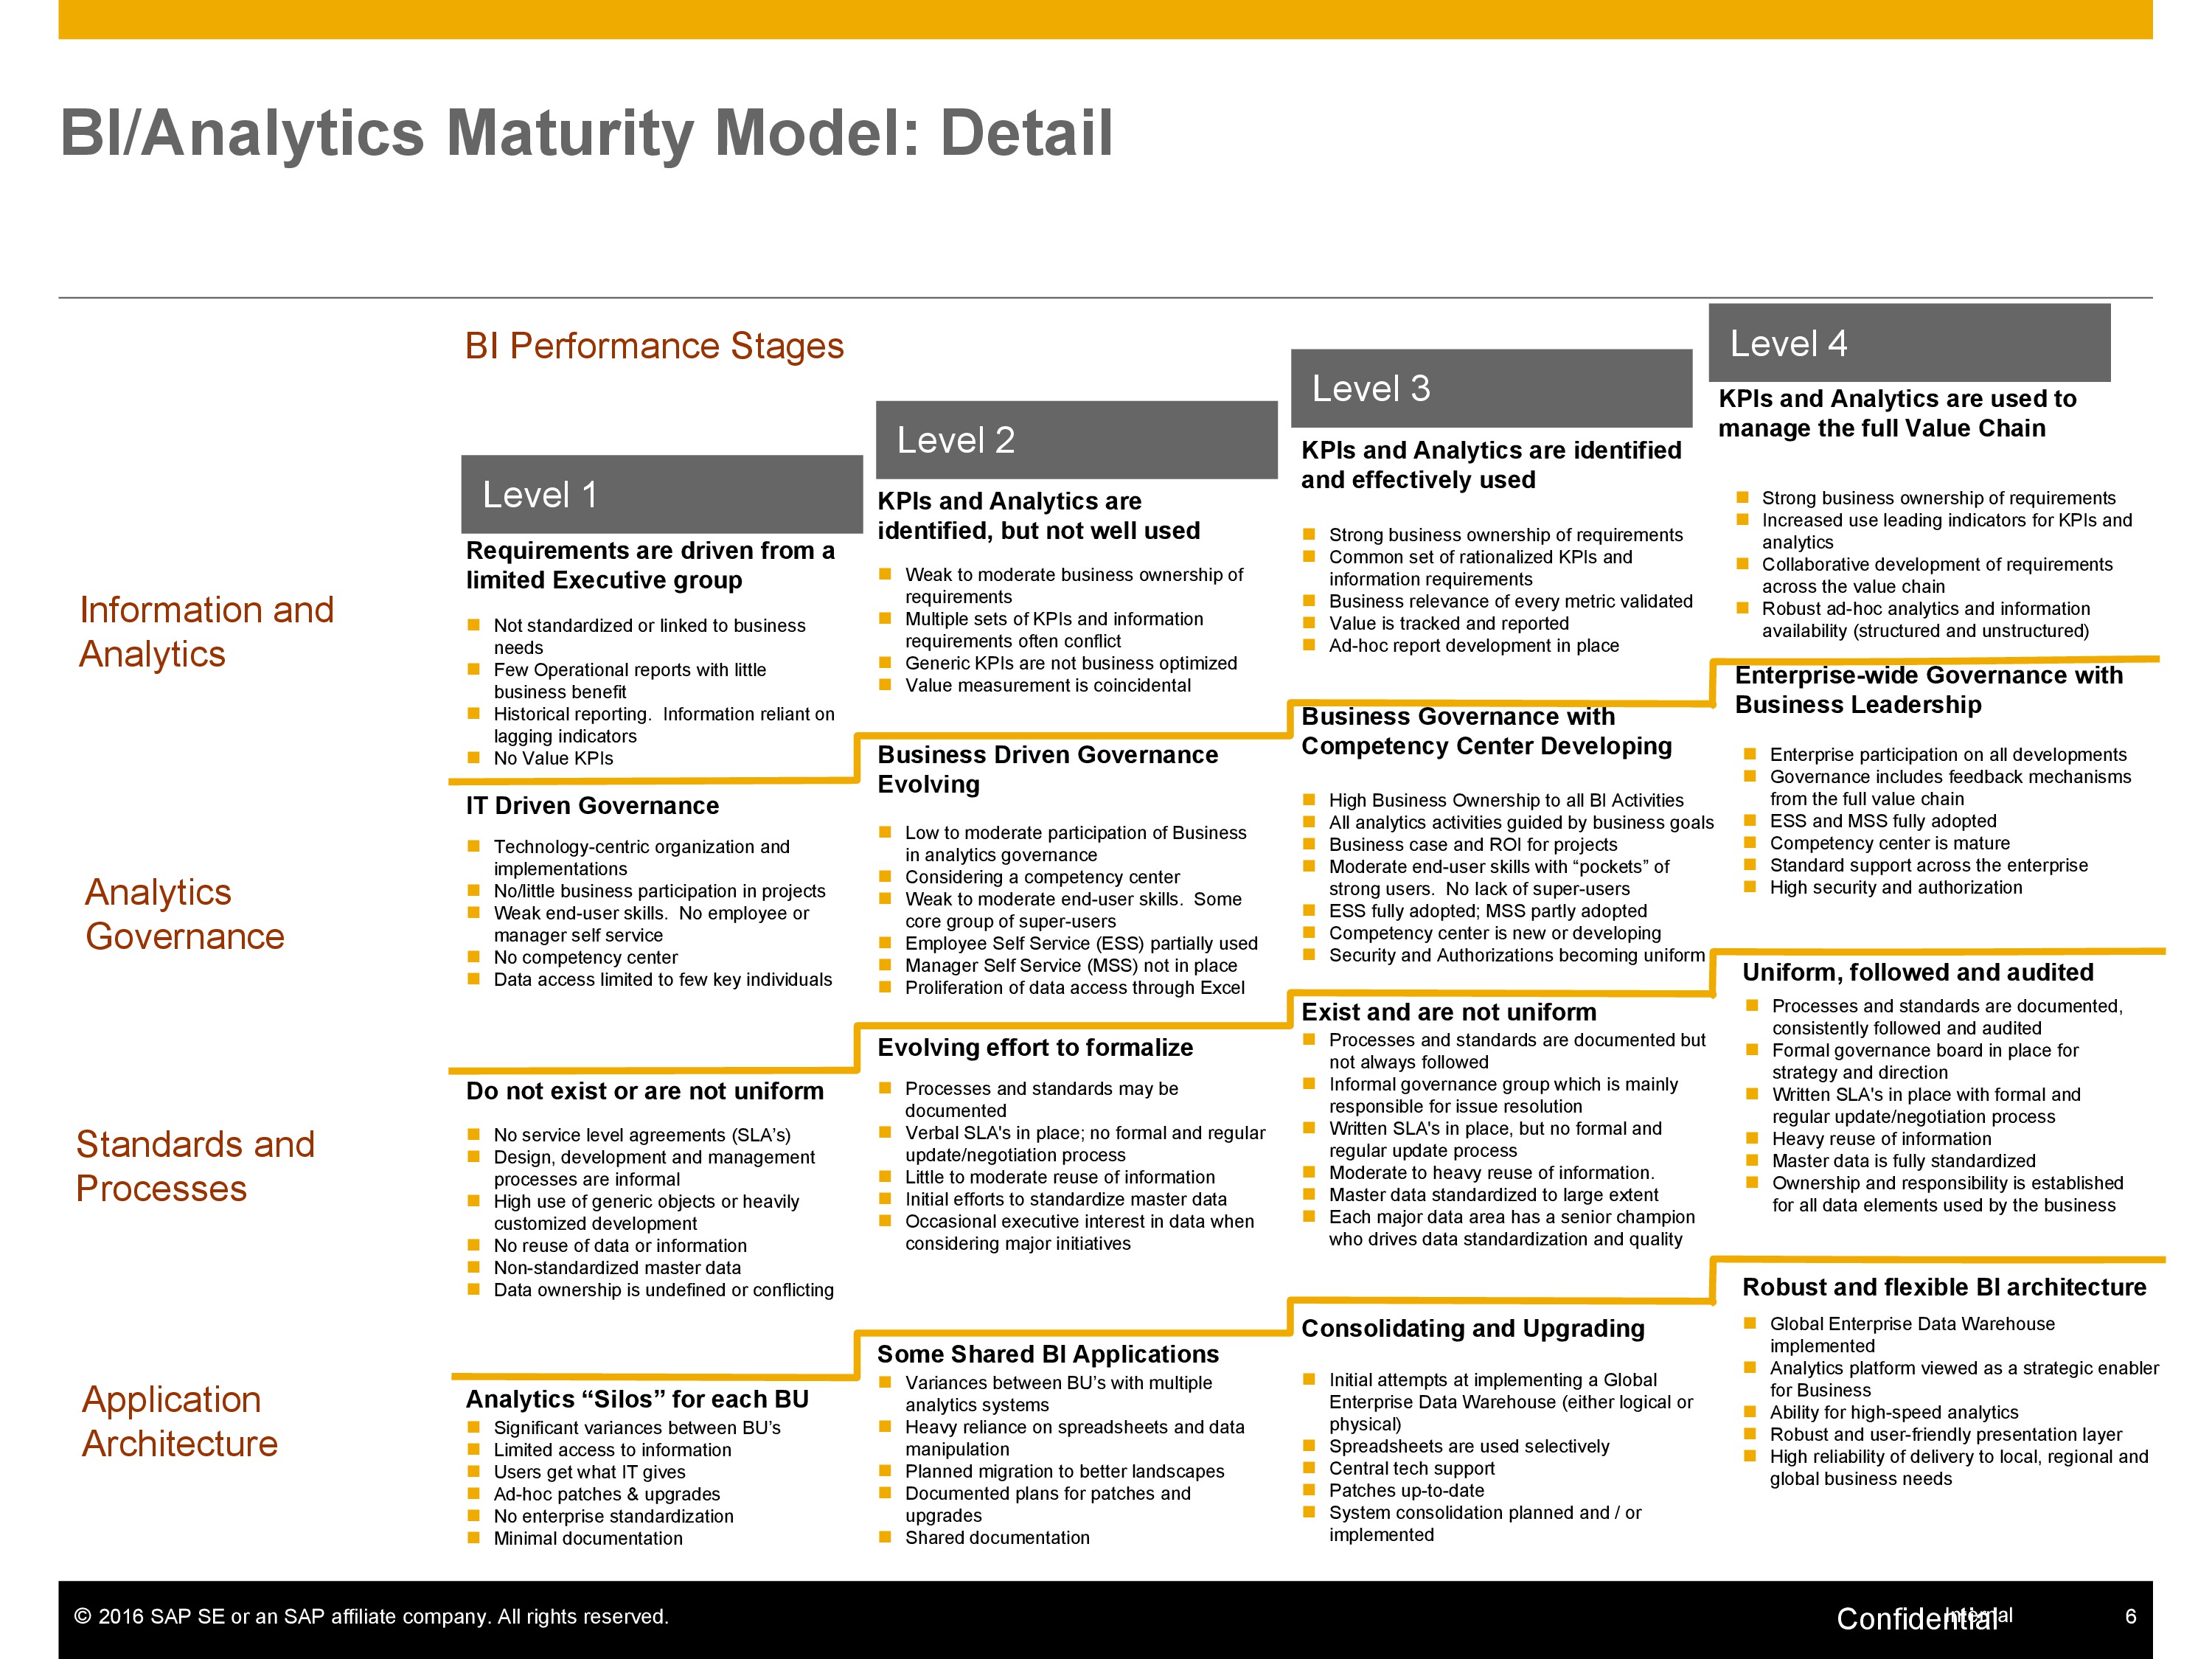 BI/Analytics Maturity Model: Detail
BI Performance Stages
Level 1
Level 2
Level 3
Level 4
Information and
Analytics
Requirements are driven from a
limited Executive group
Not standardized or linked to business
needs
Few Operational reports with little
business benefit
Historical reporting.  Information reliant on
lagging indicators
No Value KPIs
KPIs and Analytics are
identified, but not well used
Weak to moderate business ownership of
requirements
Multiple sets of KPIs and information
requirements often conflict
Generic KPIs are not business optimized
Value measurement is coincidental
KPIs and Analytics are identified
and effectively used
Strong business ownership of requirements
Common set of rationalized KPIs and
information requirements
Business relevance of every metric validated
Value is tracked and reported
Ad-hoc report development in place
KPIs and Analytics are used to
manage the full Value Chain
Strong business ownership of requirements
Increased use leading indicators for KPIs and
analytics
Collaborative development of requirements
across the value chain
Robust ad-hoc analytics and information
availability (structured and unstructured)
Analytics
Governance
IT Driven Governance
Technology-centric organization and
implementations
No/little business participation in projects
Weak end-user skills.  No employee or
manager self service
No competency center
Data access limited to few key individuals
Business Driven Governance
Evolving
Low to moderate participation of Business
in analytics governance
Considering a competency center
Weak to moderate end-user skills.  Some
core group of super-users
Employee Self Service (ESS) partially used
Manager Self Service (MSS) not in place
Proliferation of data access through Excel
Business Governance with
Competency Center Developing
High Business Ownership to all BI Activities
All analytics activities guided by business goals
Business case and ROI for projects
Moderate end-user skills with “pockets” of
strong users.  No lack of super-users
ESS fully adopted; MSS partly adopted
Competency center is new or developing
Security and Authorizations becoming uniform
Enterprise-wide Governance with
Business Leadership
Enterprise participation on all developments
Governance includes feedback mechanisms
from the full value chain
ESS and MSS fully adopted
Competency center is mature
Standard support across the enterprise
High security and authorization
Standards and
Processes
Do not exist or are not uniform
No service level agreements (SLA’s)
Design, development and management
processes are informal
High use of generic objects or heavily
customized development
No reuse of data or information
Non-standardized master data
Data ownership is undefined or conflicting
Evolving effort to formalize
Processes and standards may be
documented
Verbal SLA's in place; no formal and regular
update/negotiation process
Little to moderate reuse of information
Initial efforts to standardize master data
Occasional executive interest in data when
considering major initiatives
Exist and are not uniform
Processes and standards are documented but
not always followed
Informal governance group which is mainly
responsible for issue resolution
Written SLA's in place, but no formal and
regular update process
Moderate to heavy reuse of information.
Master data standardized to large extent
Each major data area has a senior champion
who drives data standardization and quality
Uniform, followed and audited
Processes and standards are documented,
consistently followed and audited
Formal governance board in place for
strategy and direction
Written SLA's in place with formal and
regular update/negotiation process
Heavy reuse of information
Master data is fully standardized
Ownership and responsibility is established
for all data elements used by the business
Application
Architecture
Analytics “Silos” for each BU
Significant variances between BU’s
Limited access to information
Users get what IT gives
Ad-hoc patches & upgrades
No enterprise standardization
Minimal documentation
Some Shared BI Applications
Variances between BU’s with multiple
analytics systems
Heavy reliance on spreadsheets and data
manipulation
Planned migration to better landscapes
Documented plans for patches and
upgrades
Shared documentation
Consolidating and Upgrading
Initial attempts at implementing a Global
Enterprise Data Warehouse (either logical or
physical)
Spreadsheets are used selectively
Central tech support
Patches up-to-date
System consolidation planned and / or
implemented
Robust and flexible BI architecture
Global Enterprise Data Warehouse
implemented
Analytics platform viewed as a strategic enabler
for Business
Ability for high-speed analytics
Robust and user-friendly presentation layer
High reliability of delivery to local, regional and
global business needs
© 2016 SAP SE or an SAP affiliate company. All rights reserved.
Confidential
Internal
6